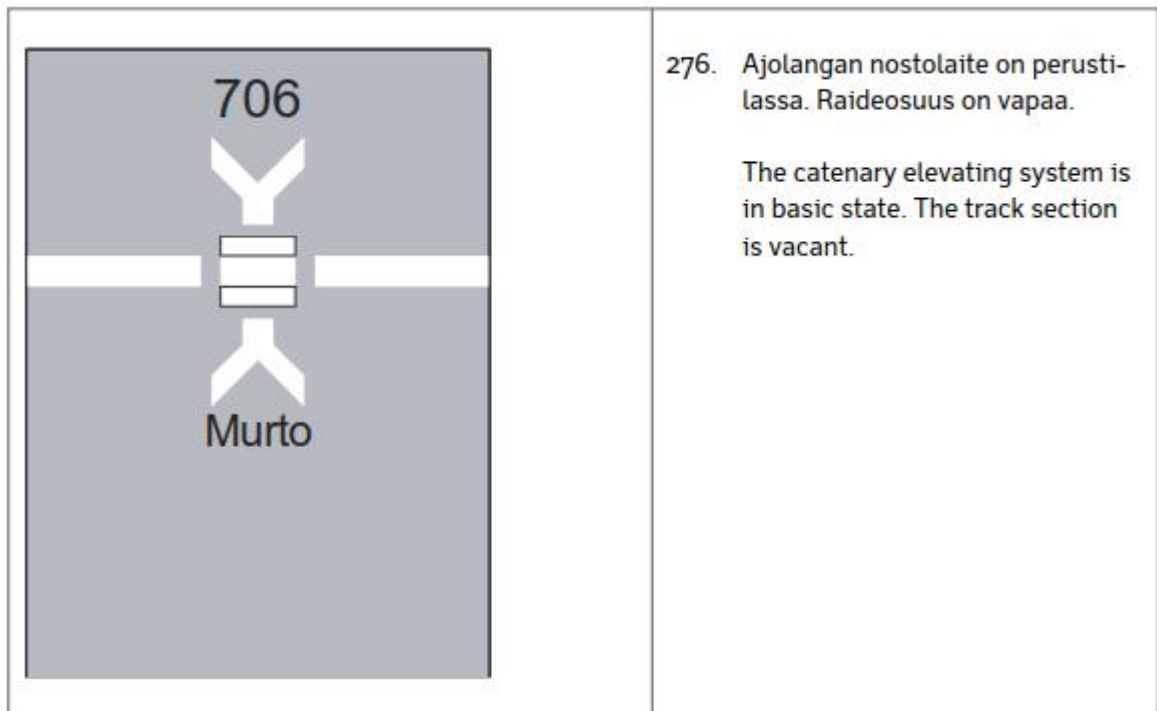 706
Murto
276. Ajolangan nostolaite on perusti-
lassa. Raideosuus on vapaa.
The catenary elevating system is
in basic state. The track section
is vacant.